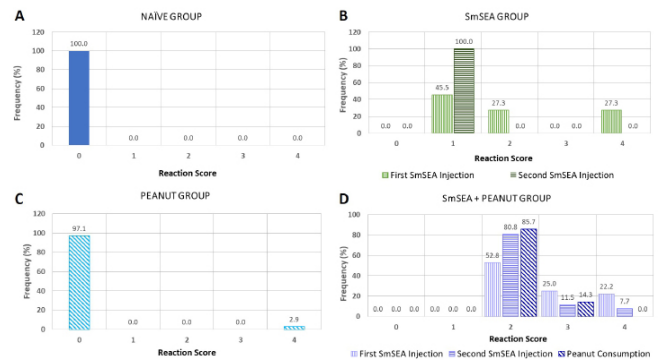 A
NAÏVE GROUP
120
100
80
60
40
20
0
Frequency (%)
100.0
0.0
0.0
0.0
0.0
0
1
2
3
4
Reaction Score
B
SmSEA GROUP
120
100
80
60
40
20
0
Frequency (%)
0.0 0.0
45.5 100.0
27.3 0.0
0.0 0.0
27.3 0.0
0
1
2
3
4
Reaction Score
First SmSEA Injection
Second SmSEA Injection
C
PEANUT GROUP
120
100
80
60
40
20
0
Frequency (%)
97.1
0.0
0.0
0.0
2.9
0
1
2
3
4
Reaction Score
D
SmSEA + PEANUT GROUP
100
80
60
40
20
0
Frequency (%)
0.0 0.0 0.0
0.0 0.0 0.0
52.8 80.8 85.7
25.0 11.5 14.3
22.2 7.7
0
1
2
3
4
Reaction Score
First SmSEA Injection
Second SmSEA Injection
Peanut Consumption